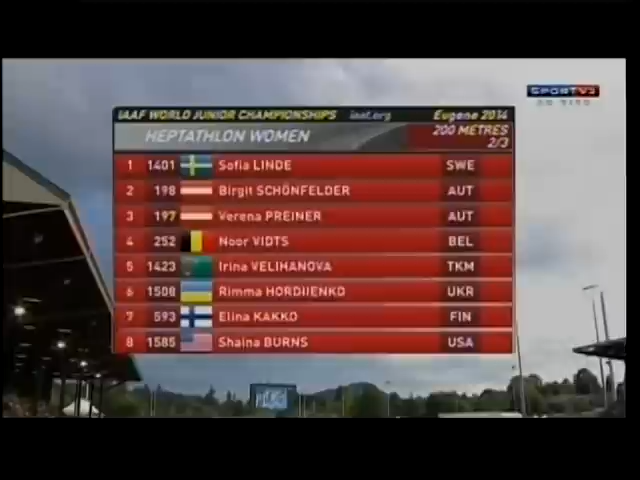 SPORTV3
AO VIVO
IAAF WORLD JUNIOR CHAMPIONSHIPS iaaf.org Eugene 2014
HEPTATHLON WOMEN 200 METRES
2/3
1 1401 Sofia LINDE SWE
2 198 Birgit SCHÖNFELDER AUT
3 197 Verena PREINER AUT
4 252 Noor VIDTS BEL
5 1423 Irina VELIHANOVA TKM
6 1508 Rimma HORDIIENKO UKR
7 593 Elina KAKKO FIN
8 1585 Shaina BURNS USA